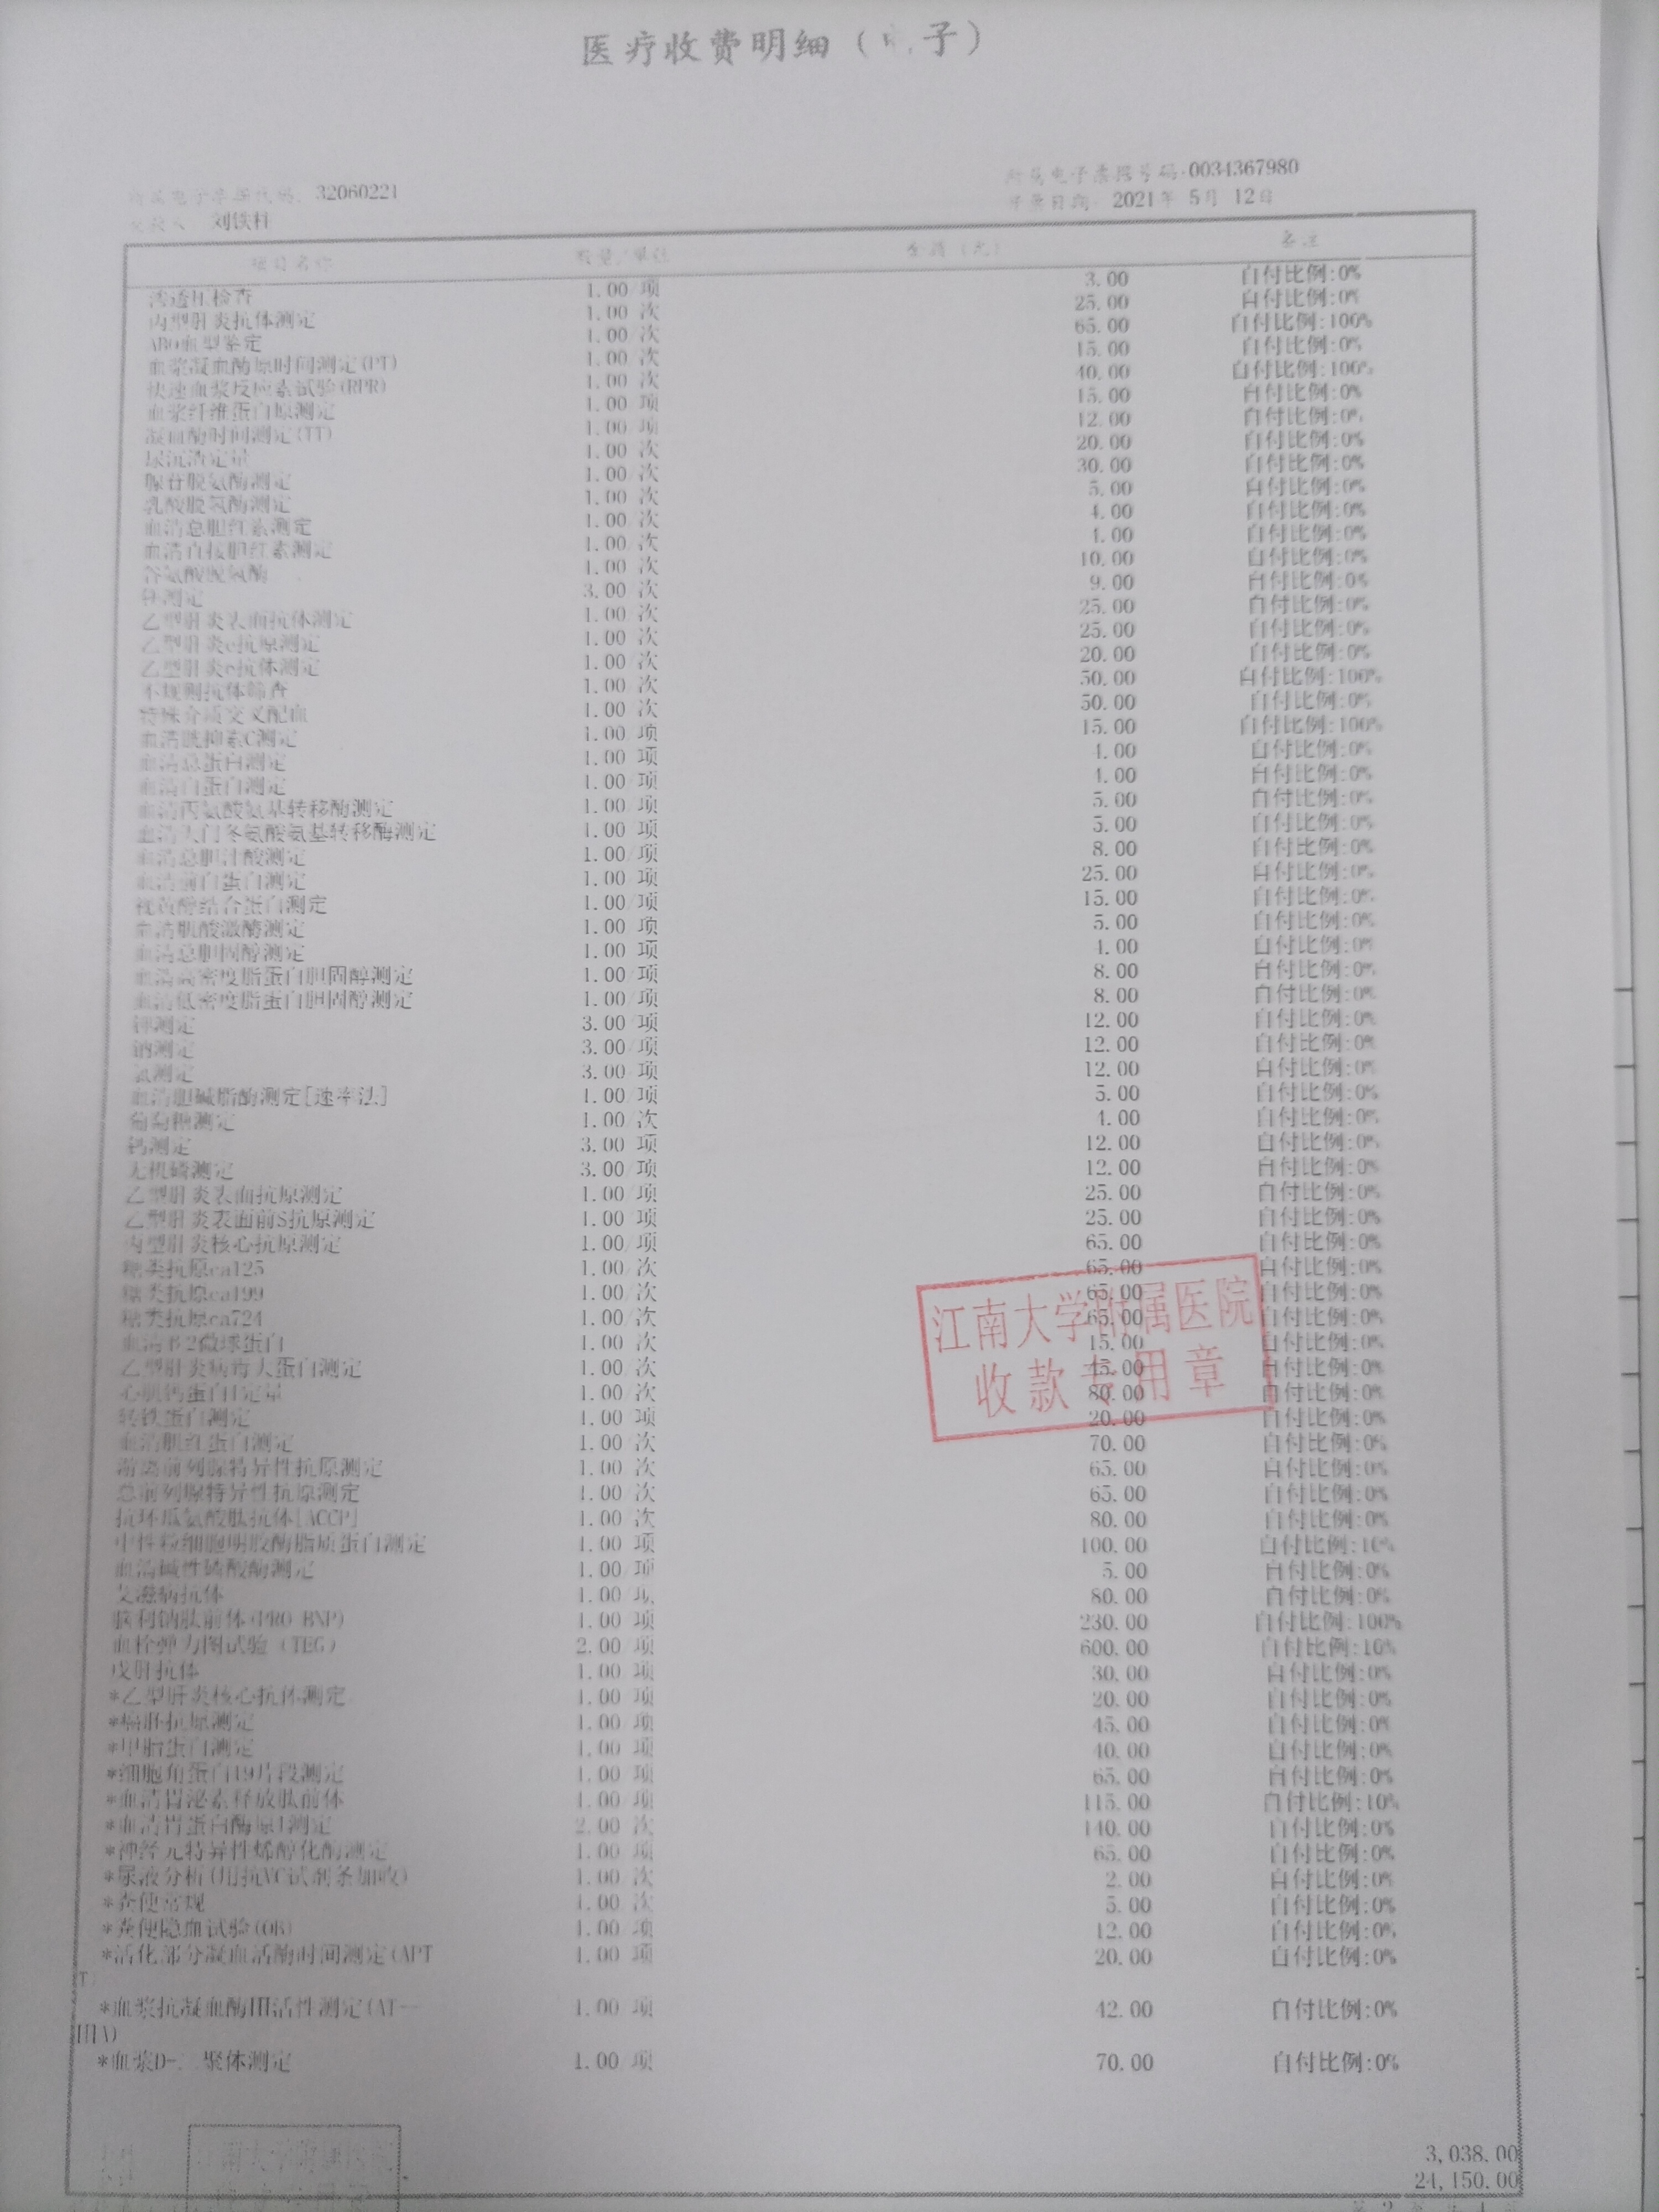 医疗收费明细（电子）
所属电子票据代码: 32060221
所属电子票据号码:0034367980
交款人 刘铁柱
开票日期: 2021年 5月 12日
项目名称 数量/单位 金额（元） 备注
渗透压检查 1.00/项 3.00 自付比例:0%
丙型肝炎抗体测定 1.00/次 25.00 自付比例:0%
ABO血型鉴定 1.00/次 65.00 自付比例:100%
血浆凝血酶原时间测定(PT) 1.00/次 15.00 自付比例:0%
快速血浆反应素试验(RPR) 1.00/次 40.00 自付比例:100%
血浆纤维蛋白原测定 1.00/项 15.00 自付比例:0%
凝血酶时间测定(TT) 1.00/项 12.00 自付比例:0%
尿沉渣定量 1.00/次 20.00 自付比例:0%
腺苷脱氨酶测定 1.00/次 30.00 自付比例:0%
乳酸脱氢酶测定 1.00/次 5.00 自付比例:0%
血清总胆红素测定 1.00/次 4.00 自付比例:0%
血清直接胆红素测定 1.00/次 4.00 自付比例:0%
谷氨酸脱氢酶 1.00/次 10.00 自付比例:0%
镁测定 3.00/次 9.00 自付比例:0%
乙型肝炎表面抗体测定 1.00/次 25.00 自付比例:0%
乙型肝炎e抗原测定 1.00/次 25.00 自付比例:0%
乙型肝炎e抗体测定 1.00/次 20.00 自付比例:0%
不规则抗体筛查 1.00/次 50.00 自付比例:100%
特殊介质交叉配血 1.00/次 50.00 自付比例:0%
血清胱抑素C测定 1.00/项 15.00 自付比例:100%
血清总蛋白测定 1.00/项 4.00 自付比例:0%
血清白蛋白测定 1.00/项 4.00 自付比例:0%
血清丙氨酸氨基转移酶测定 1.00/项 5.00 自付比例:0%
血清天门冬氨酸氨基转移酶测定 1.00/项 5.00 自付比例:0%
血清总胆汁酸测定 1.00/项 8.00 自付比例:0%
血清前白蛋白测定 1.00/项 25.00 自付比例:0%
视黄醇结合蛋白测定 1.00/项 15.00 自付比例:0%
血清肌酸激酶测定 1.00/项 5.00 自付比例:0%
血清总胆固醇测定 1.00/项 4.00 自付比例:0%
血清高密度脂蛋白胆固醇测定 1.00/项 8.00 自付比例:0%
血清低密度脂蛋白胆固醇测定 1.00/项 8.00 自付比例:0%
钾测定 3.00/项 12.00 自付比例:0%
钠测定 3.00/项 12.00 自付比例:0%
氯测定 3.00/项 12.00 自付比例:0%
血清胆碱脂酶测定[速率法] 1.00/项 5.00 自付比例:0%
葡萄糖测定 1.00/次 4.00 自付比例:0%
钙测定 3.00/项 12.00 自付比例:0%
无机磷测定 3.00/项 12.00 自付比例:0%
乙型肝炎表面抗原测定 1.00/项 25.00 自付比例:0%
乙型肝炎表面前S抗原测定 1.00/项 25.00 自付比例:0%
丙型肝炎核心抗原测定 1.00/项 65.00 自付比例:0%
糖类抗原ca125 1.00/次 65.00 自付比例:0%
糖类抗原ca199 1.00/次 65.00 自付比例:0%
糖类抗原ca724 1.00/次 65.00 自付比例:0%
血清β2微球蛋白 1.00/次 15.00 自付比例:0%
乙型肝炎病毒大蛋白测定 1.00/次 45.00 自付比例:0%
心肌钙蛋白I定量 1.00/次 80.00 自付比例:0%
转铁蛋白测定 1.00/项 20.00 自付比例:0%
江南大学附属医院
收款专用章
血清肌红蛋白测定 1.00/次 70.00 自付比例:0%
游离前列腺特异性抗原测定 1.00/次 65.00 自付比例:0%
总前列腺特异性抗原测定 1.00/次 65.00 自付比例:0%
抗环瓜氨酸肽抗体[ACCP] 1.00/次 80.00 自付比例:0%
中性粒细胞明胶酶脂质蛋白测定 1.00/项 100.00 自付比例:10%
血清碱性磷酸酶测定 1.00/项 5.00 自付比例:0%
艾滋病抗体 1.00/项 80.00 自付比例:0%
脑利钠肽前体(PRO-BNP) 1.00/项 230.00 自付比例:100%
血栓弹力图试验（TEG） 2.00/项 600.00 自付比例:10%
戊肝抗体 1.00/项 30.00 自付比例:0%
*乙型肝炎核心抗体测定 1.00/项 20.00 自付比例:0%
*癌胚抗原测定 1.00/项 45.00 自付比例:0%
*甲胎蛋白测定 1.00/项 40.00 自付比例:0%
*细胞角蛋白19片段测定 1.00/项 65.00 自付比例:0%
*血清胃泌素释放肽前体 1.00/项 115.00 自付比例:10%
*血清胃蛋白酶原I测定 2.00/次 140.00 自付比例:0%
*神经元特异性烯醇化酶测定 1.00/项 65.00 自付比例:0%
*尿液分析(用抗VC试剂条加收) 1.00/次 2.00 自付比例:0%
*粪便常规 1.00/次 5.00 自付比例:0%
*粪便隐血试验(OB) 1.00/项 12.00 自付比例:0%
*活化部分凝血活酶时间测定(APT 1.00/项 20.00 自付比例:0%
T)
*血浆抗凝血酶III活性测定(AT- 1.00/项 42.00 自付比例:0%
IIIA)
*血浆D-二聚体测定 1.00/项 70.00 自付比例:0%
3,038.00
24,150.00